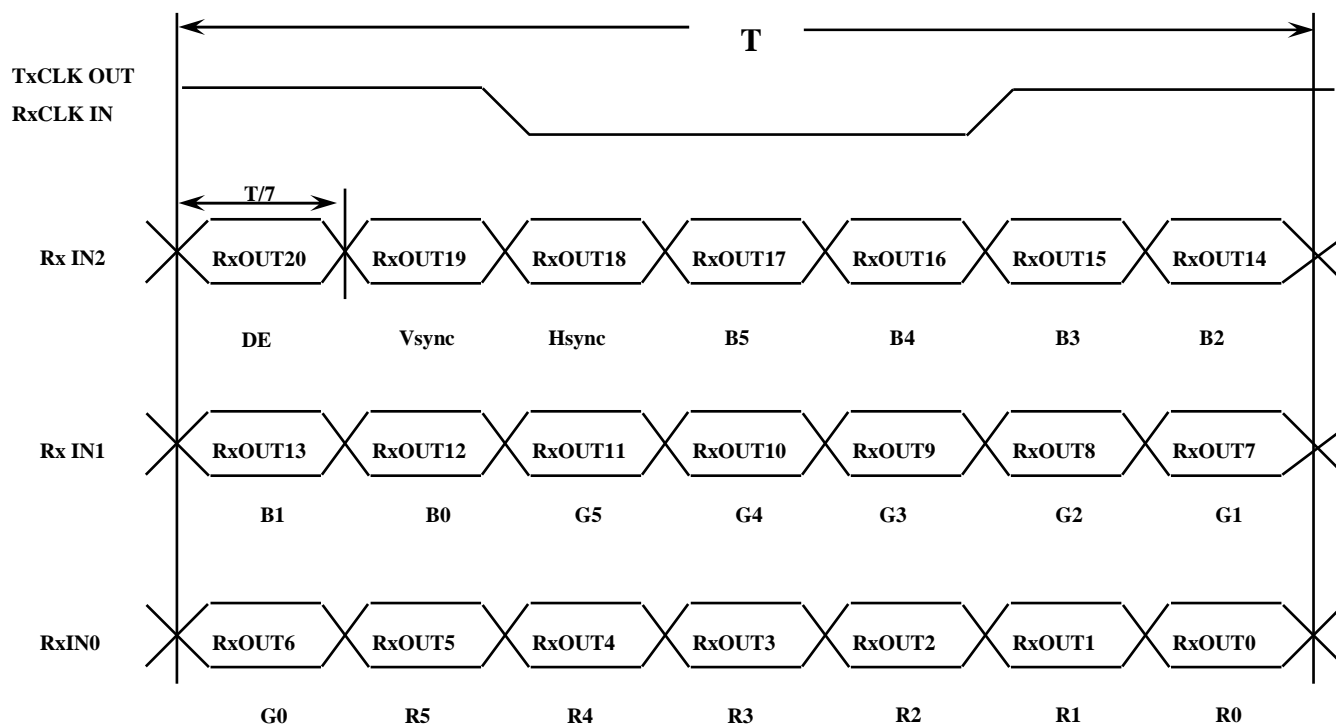 T
TxCLK OUT
RxCLK IN
T/7
Rx IN2 RxOUT20 RxOUT19 RxOUT18 RxOUT17 RxOUT16 RxOUT15 RxOUT14
DE Vsync Hsync B5 B4 B3 B2
Rx IN1 RxOUT13 RxOUT12 RxOUT11 RxOUT10 RxOUT9 RxOUT8 RxOUT7
B1 B0 G5 G4 G3 G2 G1
RxIN0 RxOUT6 RxOUT5 RxOUT4 RxOUT3 RxOUT2 RxOUT1 RxOUT0
G0 R5 R4 R3 R2 R1 R0